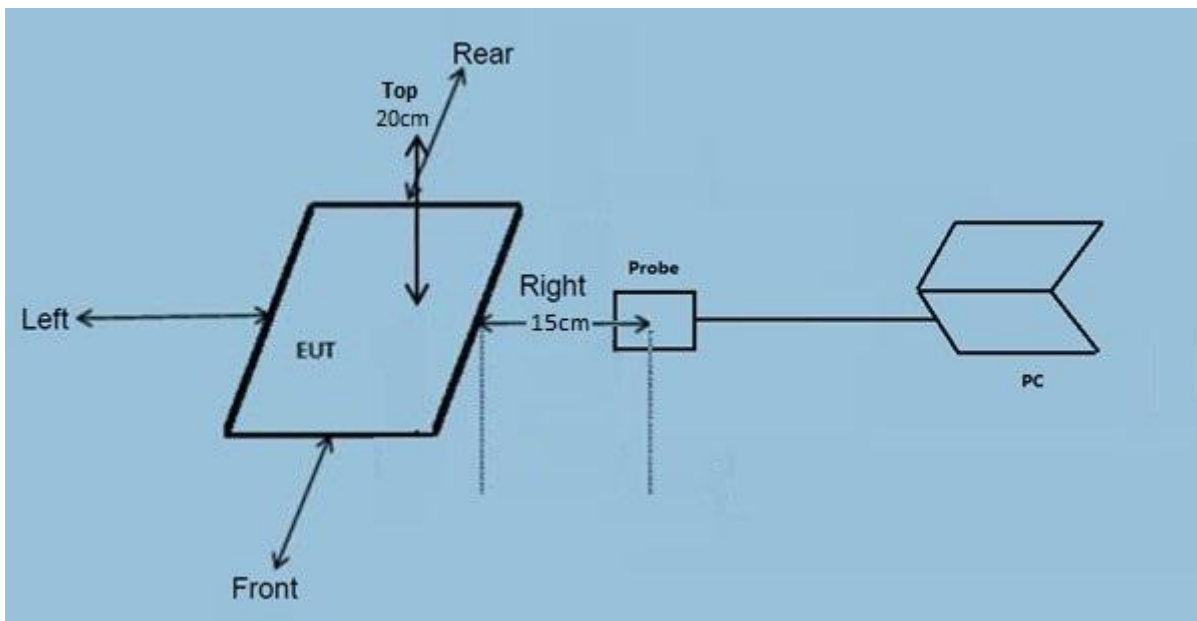 Rear
Top
20cm
Right
Probe
15cm
Left
EUT
PC
Front